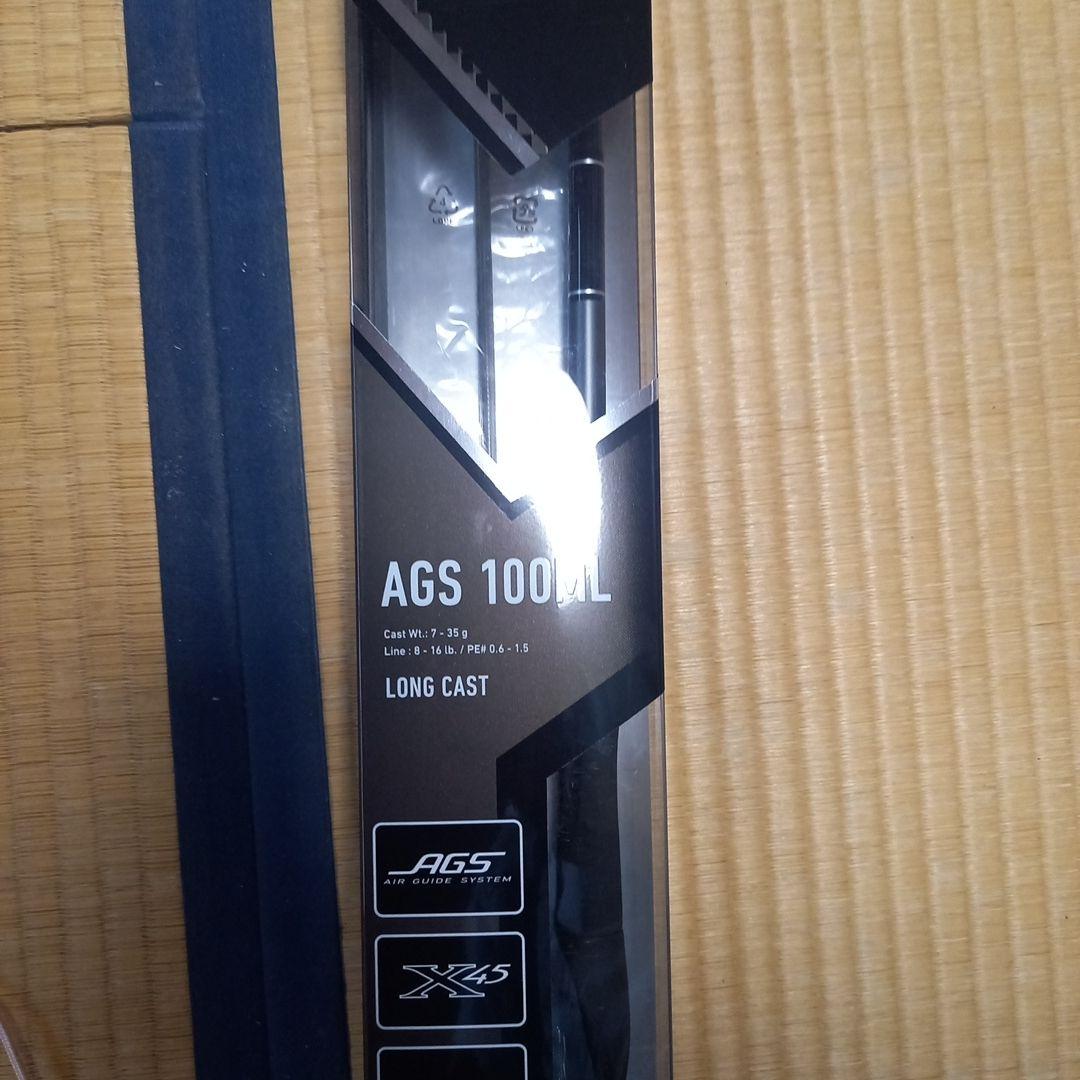 AGS 100ML
Cast Wt.: 7 - 35 g
Line : 8 - 16 lb. / PE# 0.6 - 1.5
LONG CAST
AGS
AIR GUIDE SYSTEM
X45